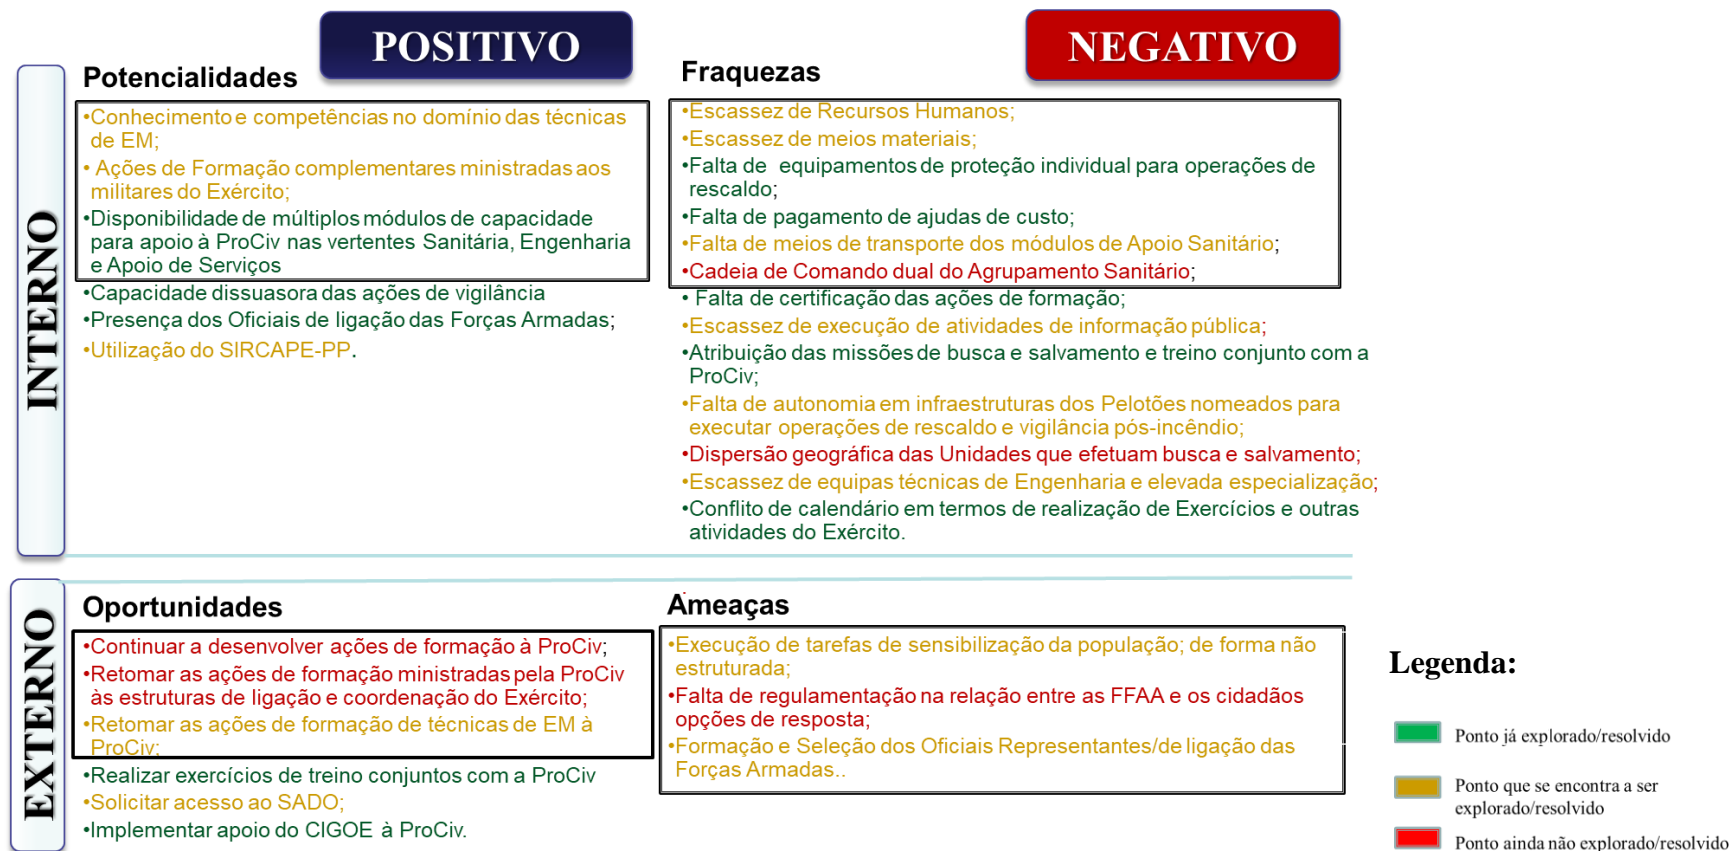 POSITIVO
NEGATIVO
INTERNO
Potencialidades
•Conhecimento e competências no domínio das técnicas
de EM;
• Ações de Formação complementares ministradas aos
militares do Exército;
•Disponibilidade de múltiplos módulos de capacidade
para apoio à ProCiv nas vertentes Sanitária, Engenharia
e Apoio de Serviços
•Capacidade dissuasora das ações de vigilância
•Presença dos Oficiais de ligação das Forças Armadas;
•Utilização do SIRCAPE-PP.
Fraquezas
•Escassez de Recursos Humanos;
•Escassez de meios materiais;
•Falta de equipamentos de proteção individual para operações de
rescaldo;
•Falta de pagamento de ajudas de custo;
•Falta de meios de transporte dos módulos de Apoio Sanitário;
•Cadeia de Comando dual do Agrupamento Sanitário;
• Falta de certificação das ações de formação;
•Escassez de execução de atividades de informação pública;
•Atribuição das missões de busca e salvamento e treino conjunto com a
ProCiv;
•Falta de autonomia em infraestruturas dos Pelotões nomeados para
executar operações de rescaldo e vigilância pós-incêndio;
•Dispersão geográfica das Unidades que efetuam busca e salvamento;
•Escassez de equipas técnicas de Engenharia e elevada especialização;
•Conflito de calendário em termos de realização de Exercícios e outras
atividades do Exército.
EXTERNO
Oportunidades
•Continuar a desenvolver ações de formação à ProCiv;
•Retomar as ações de formação ministradas pela ProCiv
às estruturas de ligação e coordenação do Exército;
•Retomar as ações de formação de técnicas de EM à
ProCiv;
•Realizar exercícios de treino conjuntos com a ProCiv
•Solicitar acesso ao SADO;
•Implementar apoio do CIGOE à ProCiv.
Ameaças
•Execução de tarefas de sensibilização da população; de forma não
estruturada;
•Falta de regulamentação na relação entre as FFAA e os cidadãos
opções de resposta;
•Formação e Seleção dos Oficiais Representantes/de ligação das
Forças Armadas..
Legenda:
Ponto já explorado/resolvido
Ponto que se encontra a ser
explorado/resolvido
Ponto ainda não explorado/resolvido